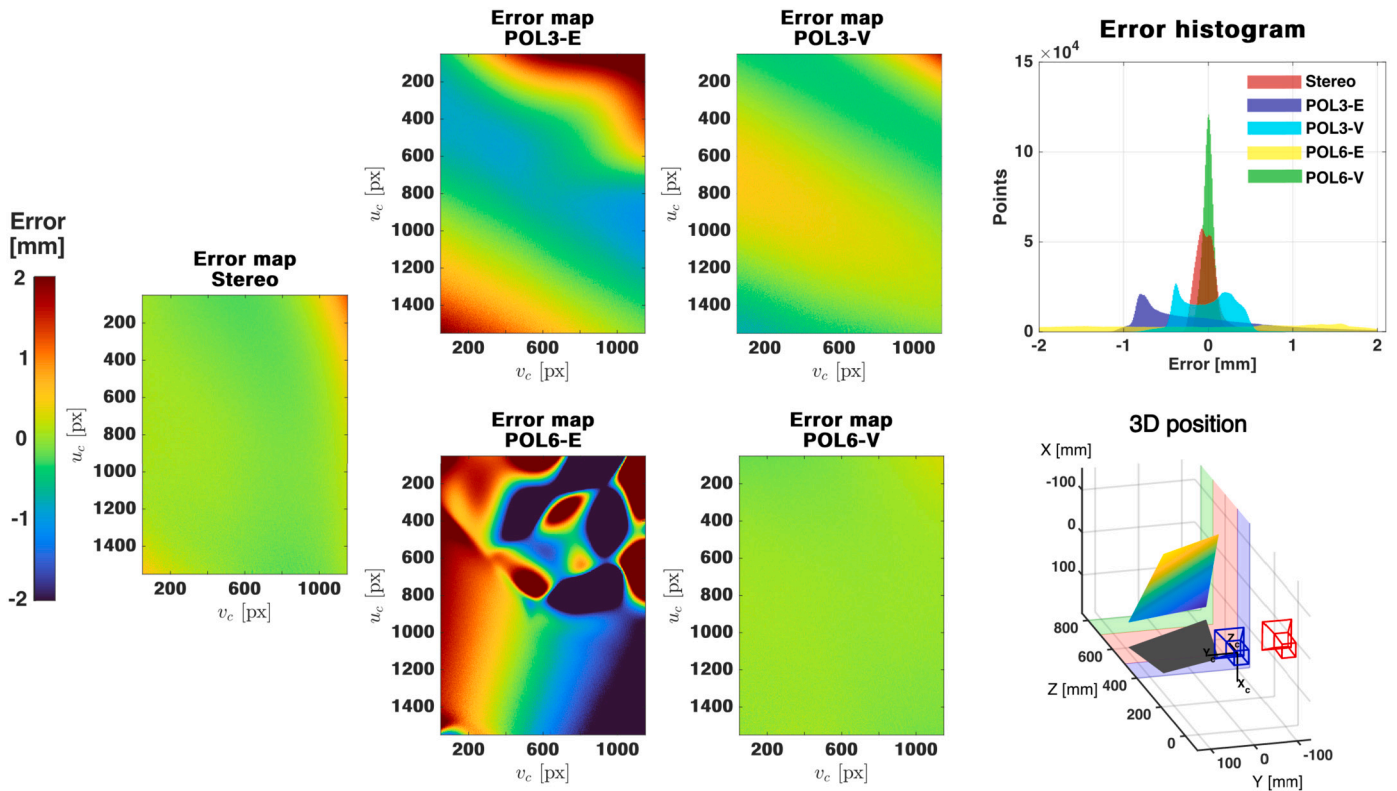 Error
[mm]
2
1
0
-1
-2
Error map
Stereo
200
400
600
800
1000
1200
1400
u_c [px]
200
600
1000
v_c [px]
Error map
POL3-E
200
400
600
800
1000
1200
1400
u_c [px]
200
600
1000
v_c [px]
Error map
POL3-V
200
400
600
800
1000
1200
1400
u_c [px]
200
600
1000
v_c [px]
Error histogram
×10^4
15
10
5
0
Points
Stereo
POL3-E
POL3-V
POL6-E
POL6-V
-2
-1
0
1
2
Error [mm]
Error map
POL6-E
200
400
600
800
1000
1200
1400
u_c [px]
200
600
1000
v_c [px]
Error map
POL6-V
200
400
600
800
1000
1200
1400
u_c [px]
200
600
1000
v_c [px]
3D position
X [mm]
-100
0
100
800
600
400
200
0
Z [mm]
Z_c
Y_c
X_c
100
0
-100
Y [mm]